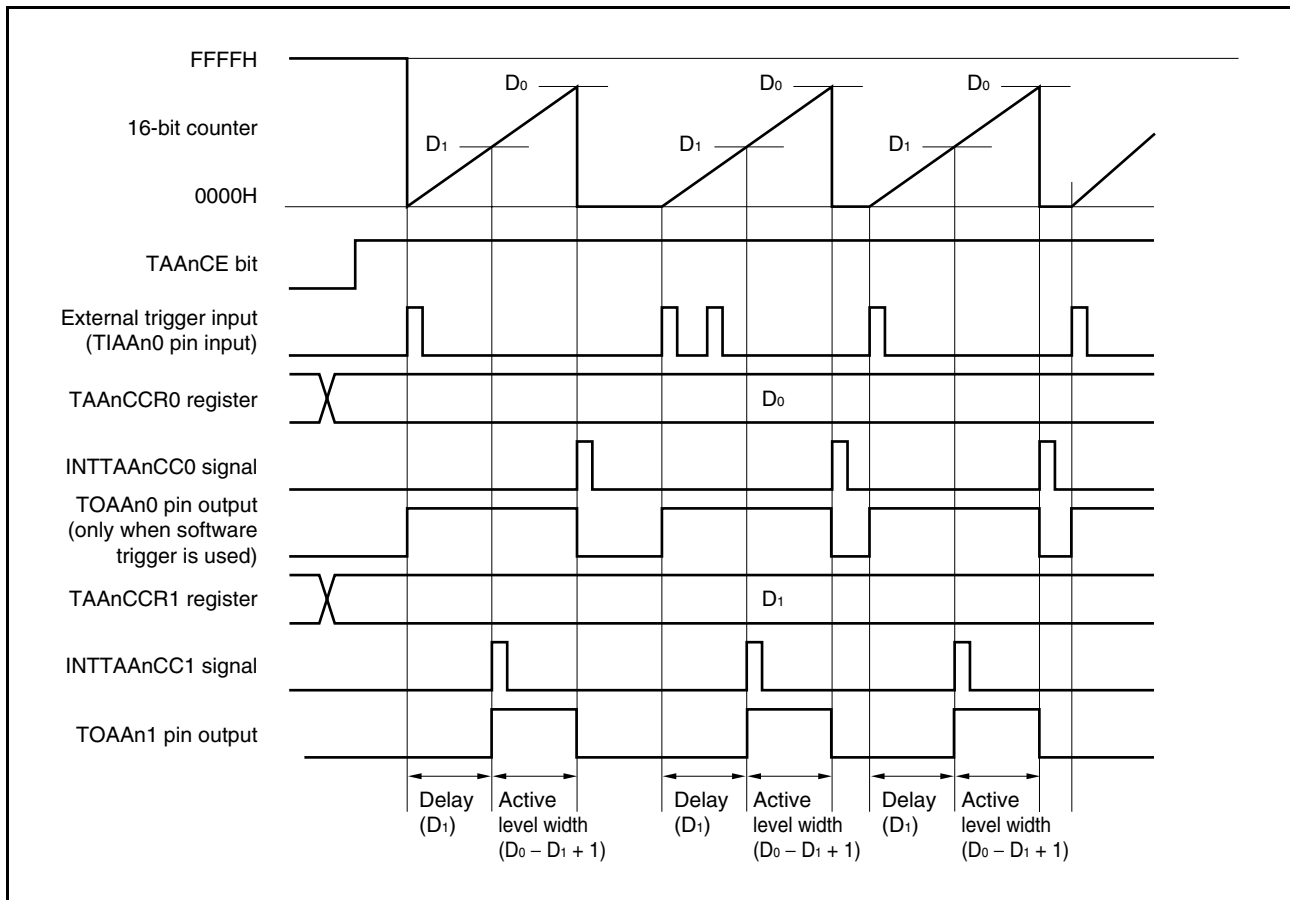 FFFFH
D0
D0
D0
16-bit counter
D1
D1
D1
0000H
TAAnCE bit
External trigger input
(TIAAn0 pin input)
TAAnCCR0 register
D0
INTTAAnCC0 signal
TOAAn0 pin output
(only when software
trigger is used)
TAAnCCR1 register
D1
INTTAAnCC1 signal
TOAAn1 pin output
Delay
(D1)
Active
level width
(D0 – D1 + 1)
Delay
(D1)
Active
level width
(D0 – D1 + 1)
Delay
(D1)
Active
level width
(D0 – D1 + 1)